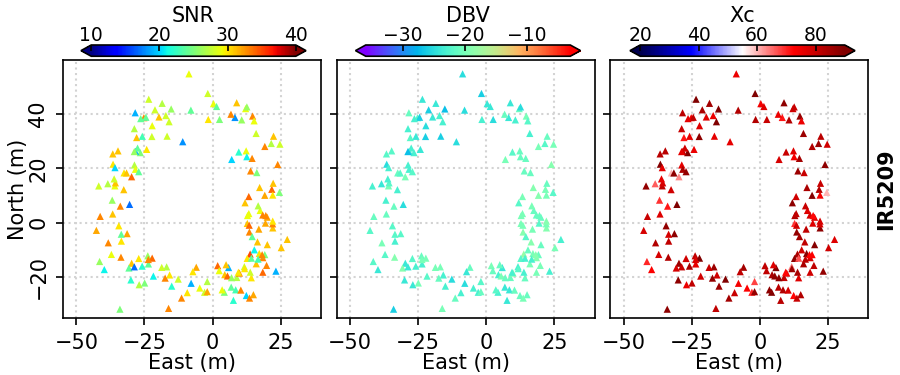 SNR DBV Xc
10 20 30 40 −30 −20 −10 20 40 60 80
40
20
0
−20
North (m)
IR5209
−50 −25 0 25 −50 −25 0 25 −50 −25 0 25
East (m) East (m) East (m)